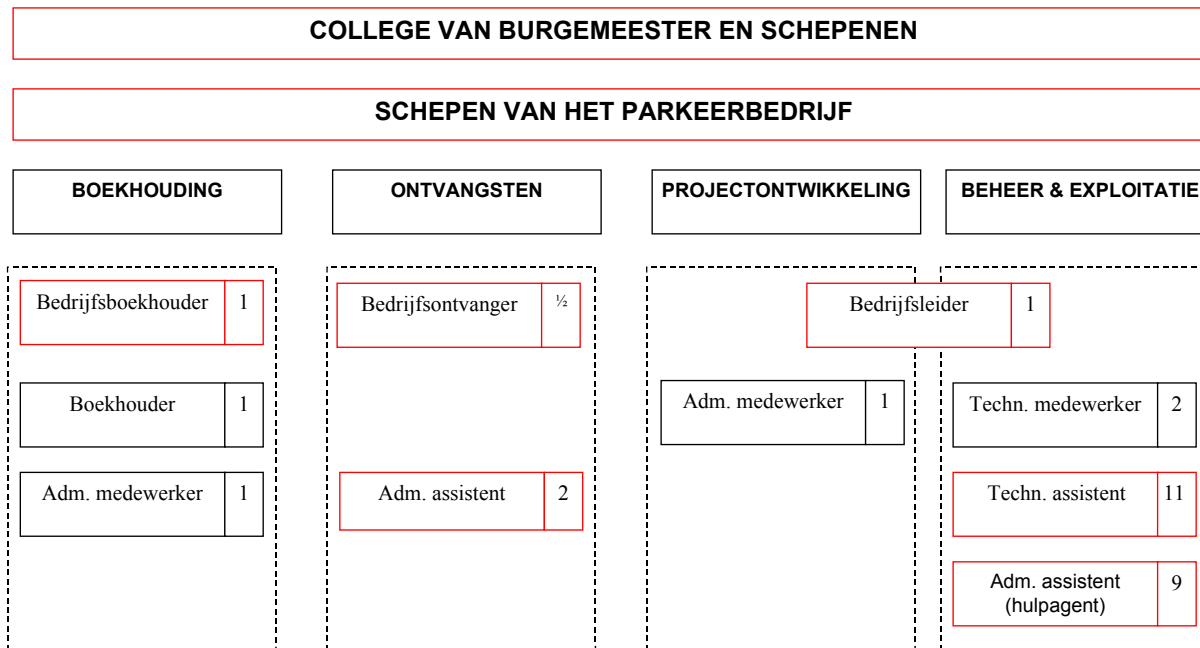 COLLEGE VAN BURGEMEESTER EN SCHEPENEN
SCHEPEN VAN HET PARKEERBEDRIJF
BOEKHOUDING
ONTVANGSTEN
PROJECTONTWIKKELING
BEHEER & EXPLOITATIE
Bedrijfsboekhouder 1
Bedrijfsontvanger ½
Bedrijfsleider 1
Boekhouder 1
Adm. medewerker 1
Techn. medewerker 2
Adm. medewerker 1
Adm. assistent 2
Techn. assistent 11
Adm. assistent 9
(hulpagent)